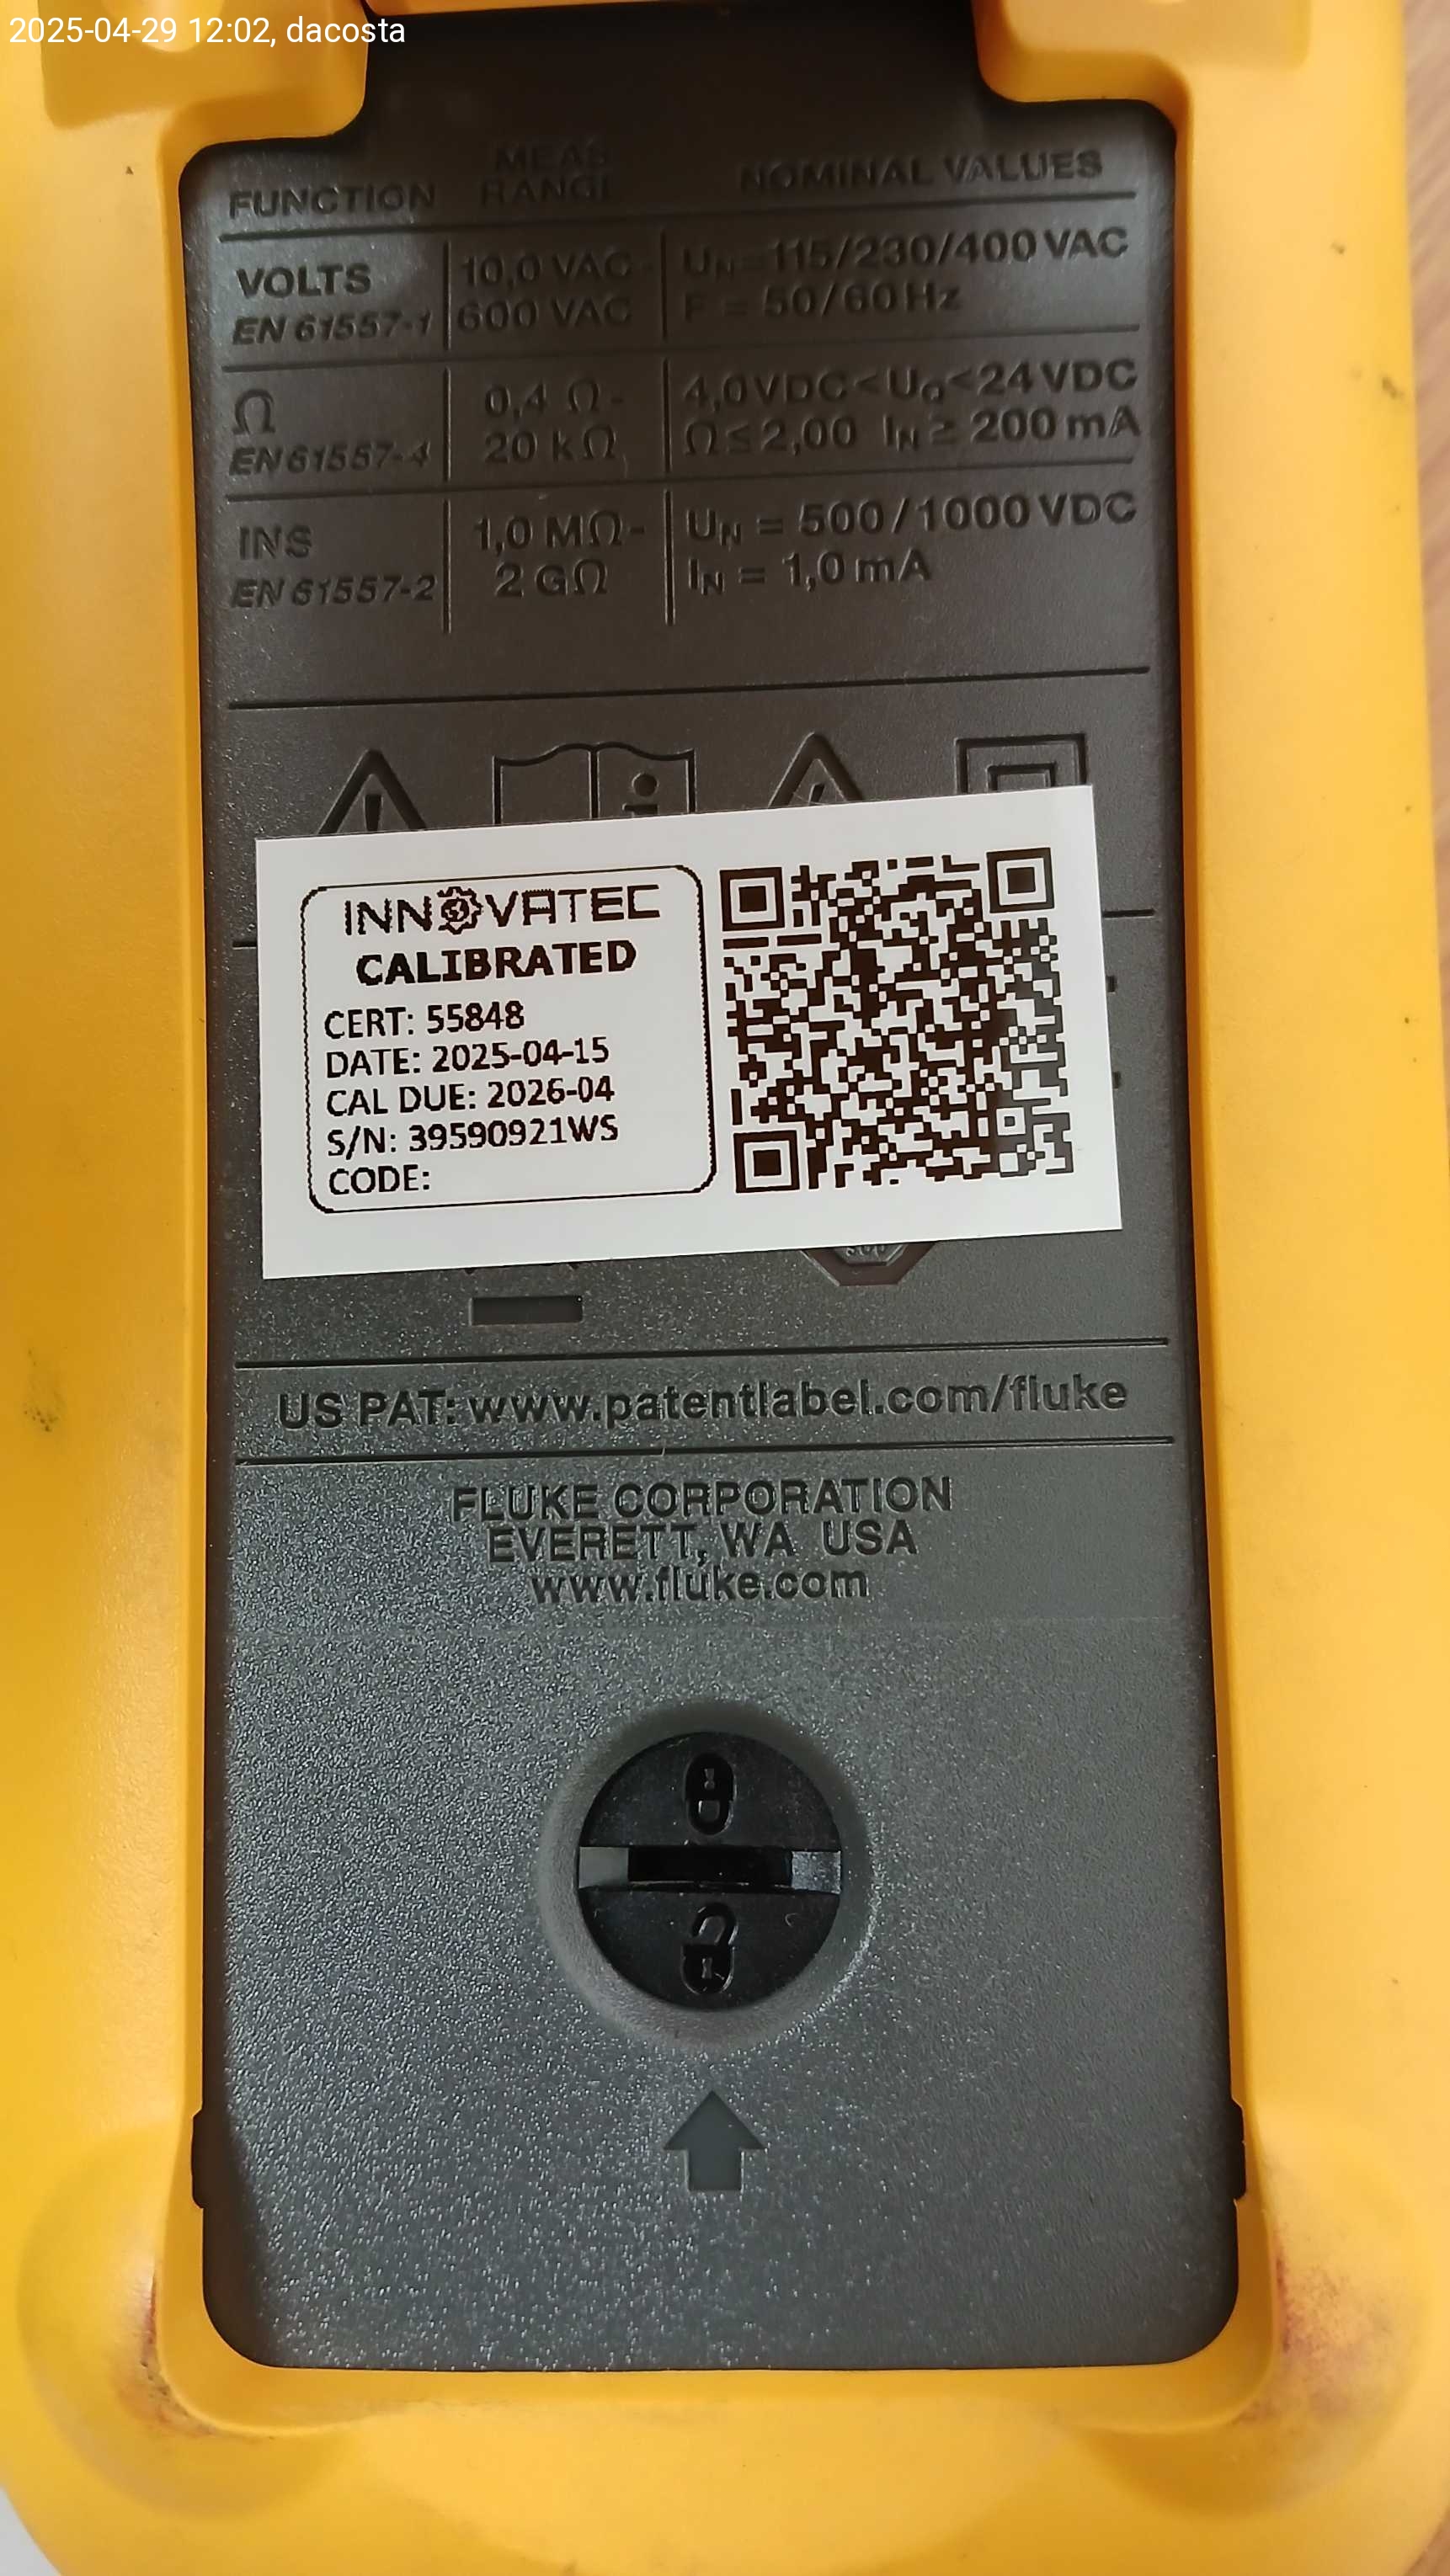 2025-04-29 12:02, dacosta
FUNCTION MEAS RANGE NOMINAL VALUES
VOLTS 10,0 VAC - UN = 115/230/400 VAC
EN 61557-1 600 VAC F = 50/60 Hz
Ω 0,4 Ω - 4,0 VDC < U₀ < 24 VDC
EN 61557-4 20 kΩ Ω ≤ 2,00 IN ≥ 200 mA
INS 1,0 MΩ - UN = 500/1000 VDC
EN 61557-2 2 GΩ IN = 1,0 mA
INNOVATEC
CALIBRATED
CERT: 55848
DATE: 2025-04-15
CAL DUE: 2026-04
S/N: 39590921WS
CODE:
US PAT: www.patentlabel.com/fluke
FLUKE CORPORATION
EVERETT, WA USA
www.fluke.com